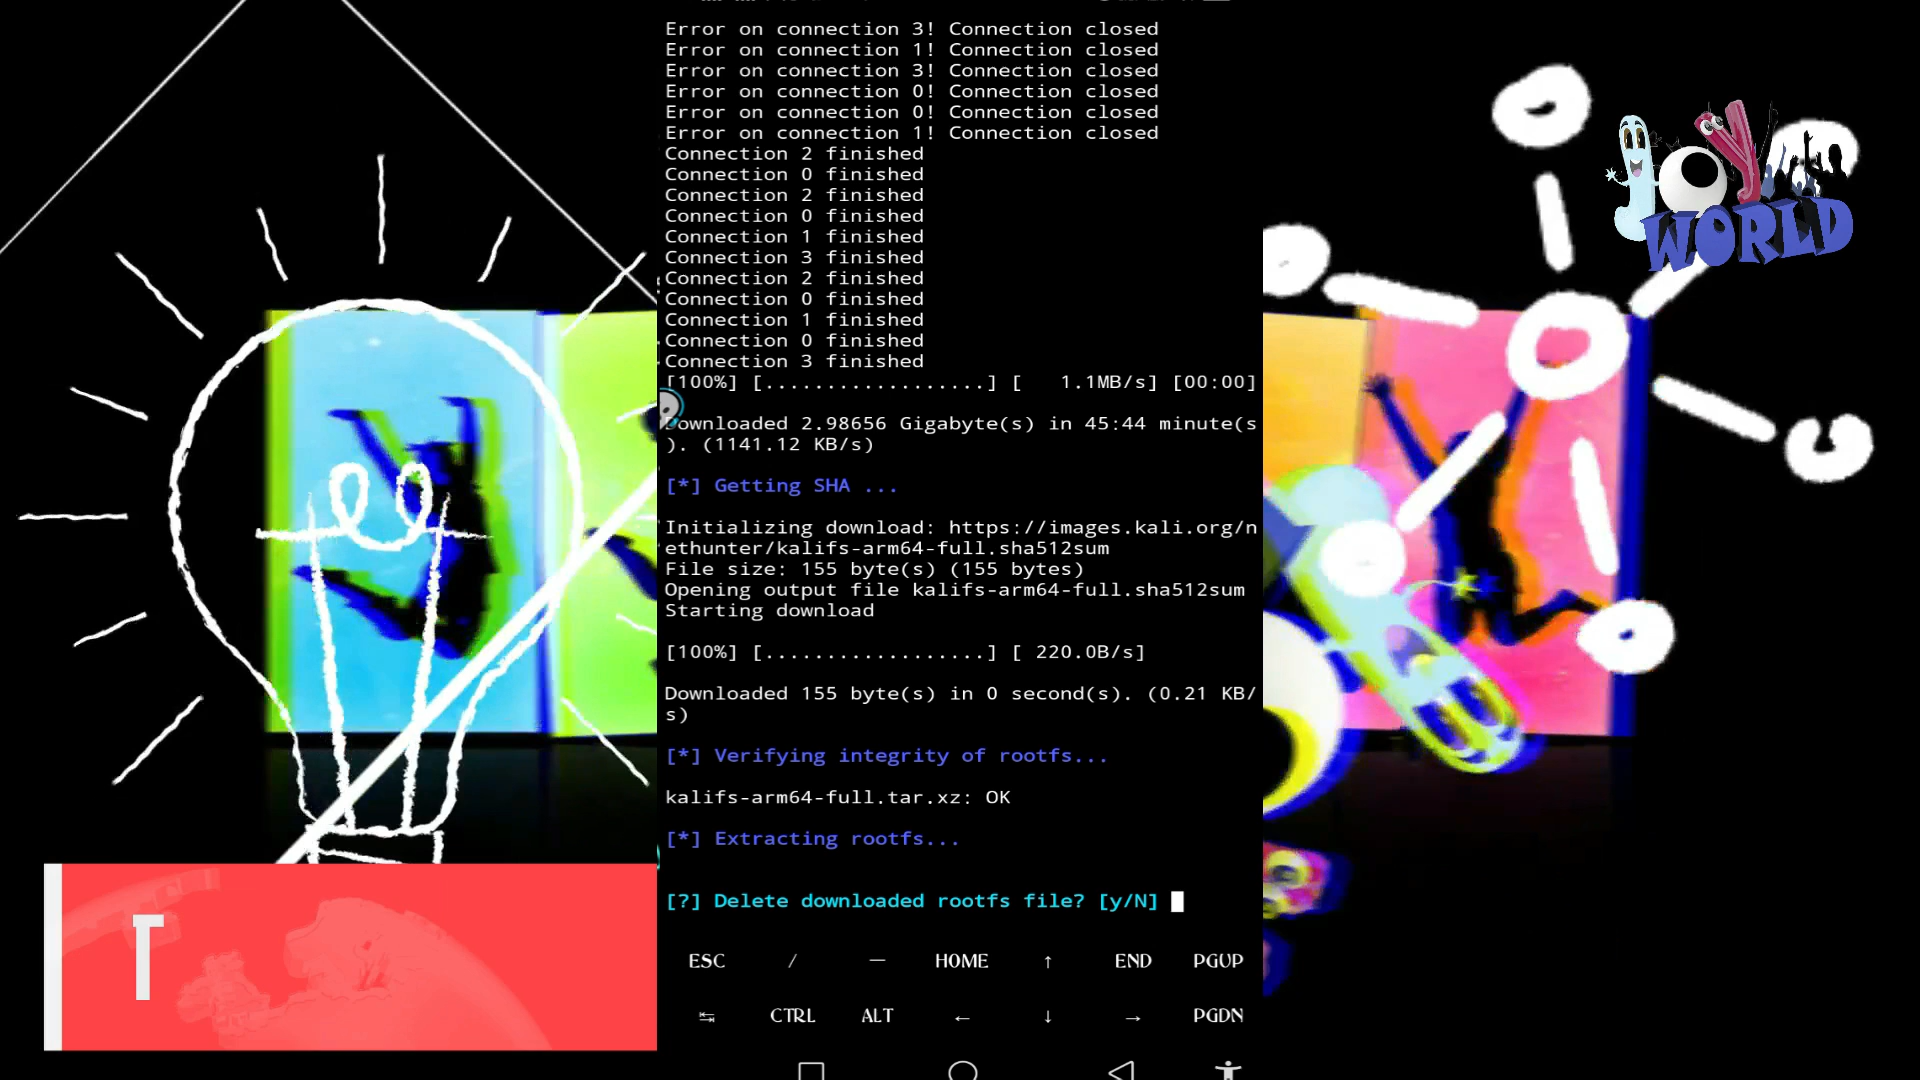 Error on connection 3! Connection closed
Error on connection 1! Connection closed
Error on connection 3! Connection closed
Error on connection 0! Connection closed
Error on connection 0! Connection closed
Error on connection 1! Connection closed
Connection 2 finished
Connection 0 finished
Connection 2 finished
Connection 0 finished
Connection 1 finished
Connection 3 finished
Connection 2 finished
Connection 0 finished
Connection 1 finished
Connection 0 finished
Connection 3 finished
[100%] [..................] [   1.1MB/s] [00:00]
Downloaded 2.98656 Gigabyte(s) in 45:44 minute(s
). (1141.12 KB/s)
[*] Getting SHA ...
Initializing download: https://images.kali.org/n
ethunter/kalifs-arm64-full.sha512sum
File size: 155 byte(s) (155 bytes)
Opening output file kalifs-arm64-full.sha512sum
Starting download
[100%] [..................] [ 220.0B/s]
Downloaded 155 byte(s) in 0 second(s). (0.21 KB/
s)
[*] Verifying integrity of rootfs...
kalifs-arm64-full.tar.xz: OK
[*] Extracting rootfs...
[?] Delete downloaded rootfs file? [y/N]
ESC / — HOME ↑ END PGUP
↹ CTRL ALT ← ↓ → PGDN
JOY
WORLD
T